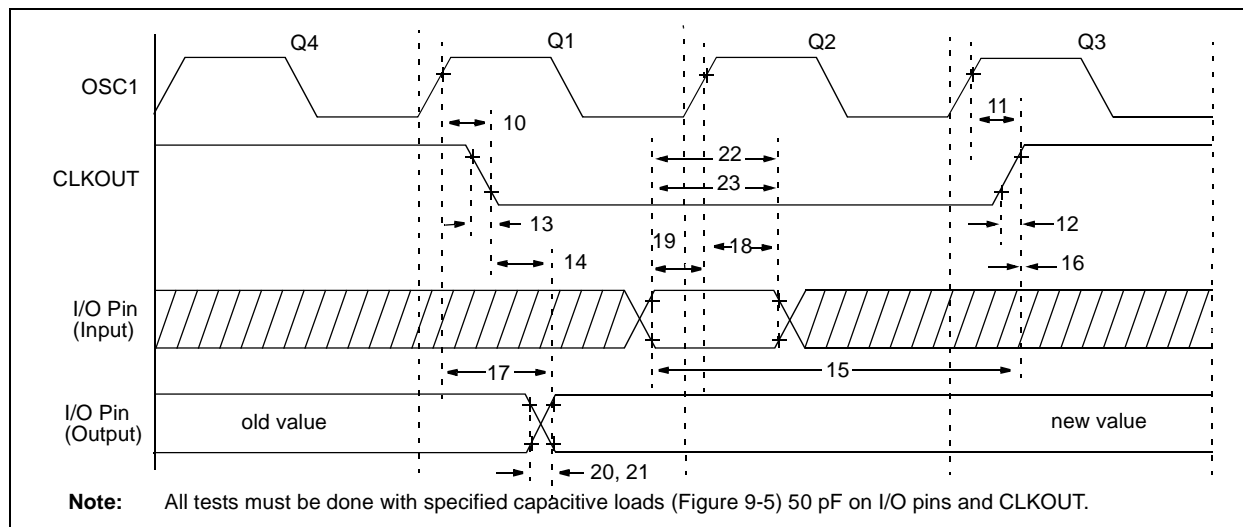 Q4 Q1 Q2 Q3
OSC1
10 11
CLKOUT
22
23
13 12
19 18
14 16
I/O Pin
(Input)
17 15
I/O Pin
(Output)
old value new value
20, 21
Note: All tests must be done with specified capacitive loads (Figure 9-5) 50 pF on I/O pins and CLKOUT.